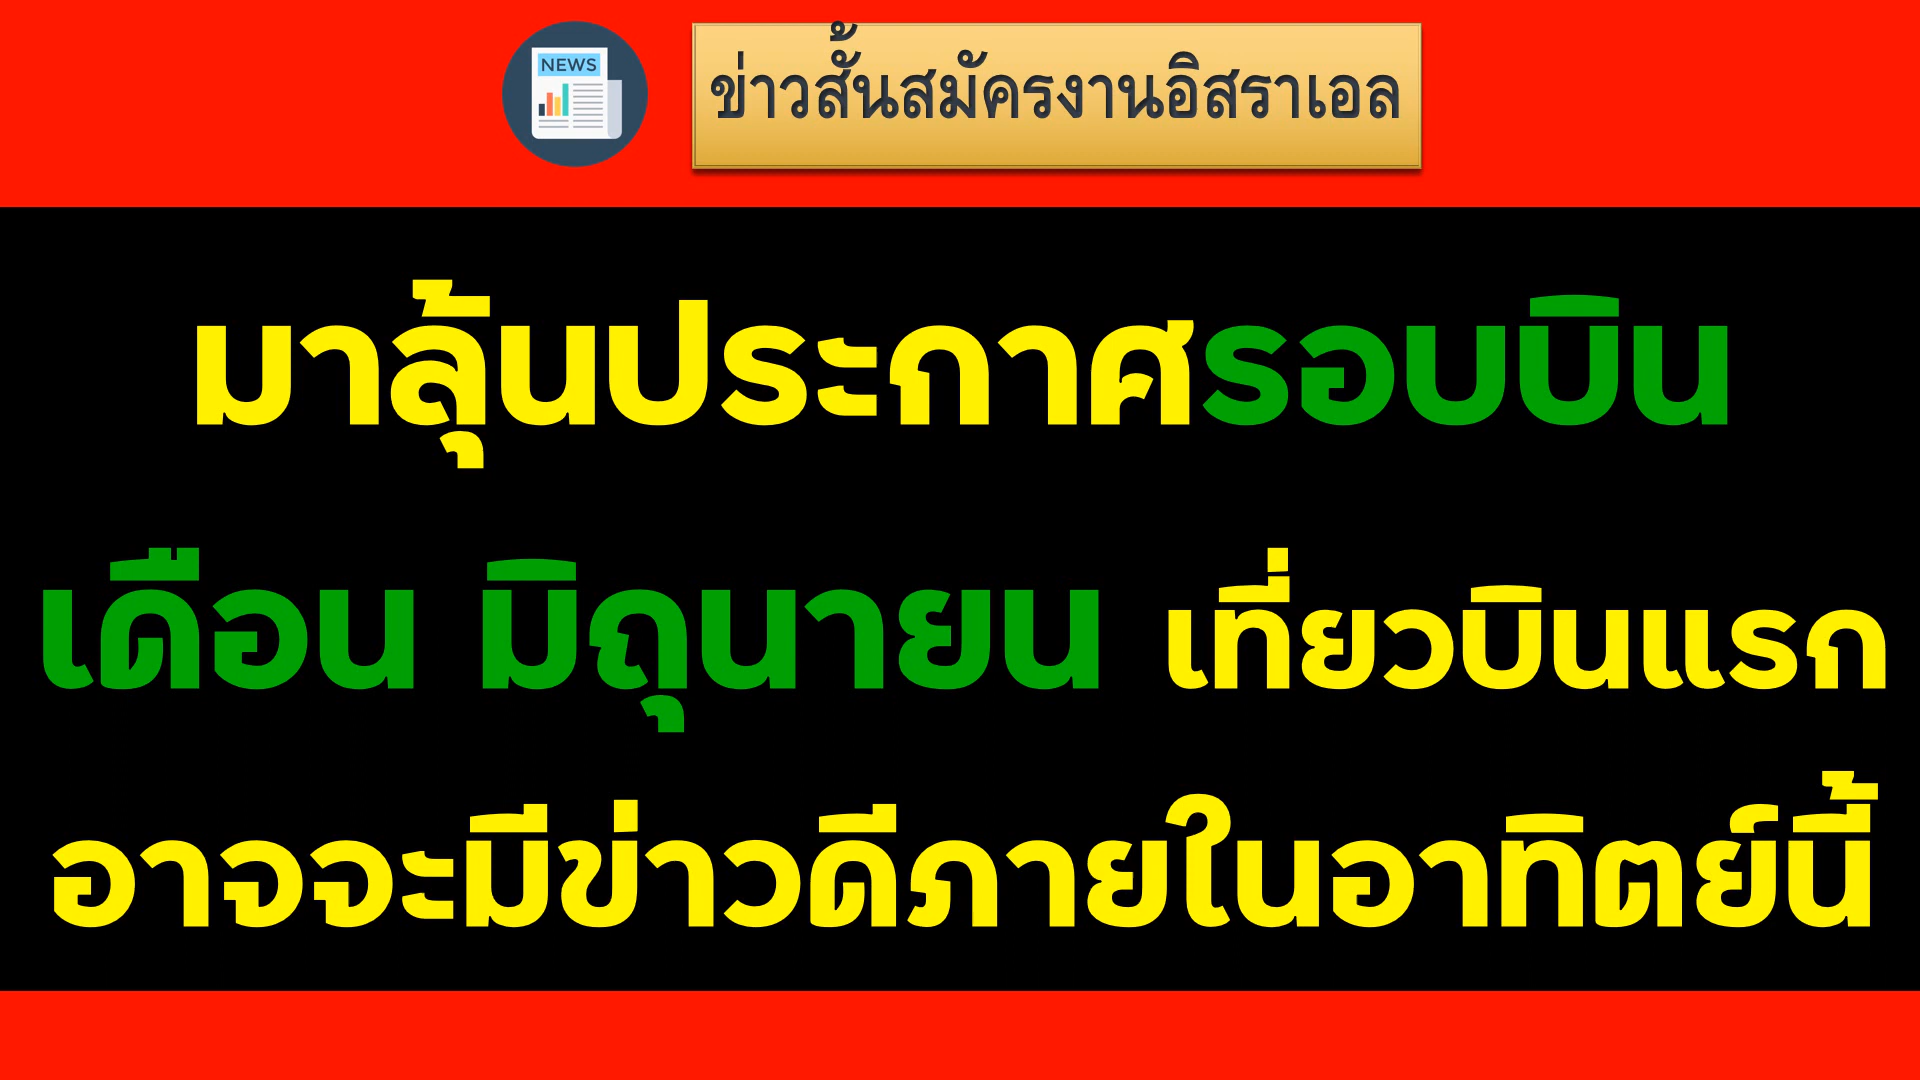 NEWS
ข่าวสั้นสมัครงานอิสราเอล
มาลุ้นประกาศรอบบิน
เดือน มิถุนายน เที่ยวบินแรก
อาจจะมีข่าวดีภายในอาทิตย์นี้